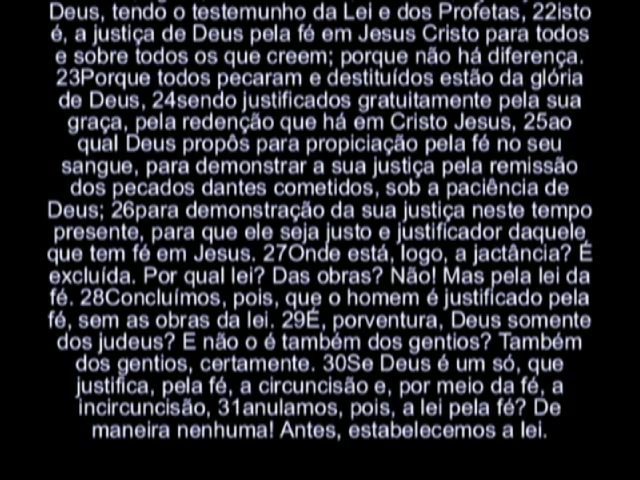 Deus, tendo o testemunho da Lei e dos Profetas, 22isto
é, a justiça de Deus pela fé em Jesus Cristo para todos
e sobre todos os que creem; porque não há diferença.
23Porque todos pecaram e destituídos estão da glória
de Deus, 24sendo justificados gratuitamente pela sua
graça, pela redenção que há em Cristo Jesus, 25ao
qual Deus propôs para propiciação pela fé no seu
sangue, para demonstrar a sua justiça pela remissão
dos pecados dantes cometidos, sob a paciência de
Deus; 26para demonstração da sua justiça neste tempo
presente, para que ele seja justo e justificador daquele
que tem fé em Jesus. 27Onde está, logo, a jactância? É
excluída. Por qual lei? Das obras? Não! Mas pela lei da
fé. 28Concluímos, pois, que o homem é justificado pela
fé, sem as obras da lei. 29É, porventura, Deus somente
dos judeus? E não o é também dos gentios? Também
dos gentios, certamente. 30Se Deus é um só, que
justifica, pela fé, a circuncisão e, por meio da fé, a
incircuncisão, 31anulamos, pois, a lei pela fé? De
maneira nenhuma! Antes, estabelecemos a lei.